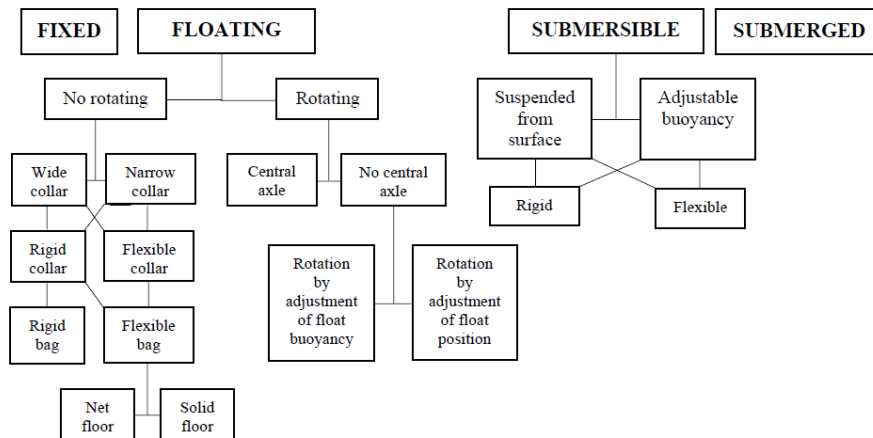 FIXED
FLOATING
SUBMERSIBLE
SUBMERGED
No rotating
Rotating
Suspended
from
surface
Adjustable
buoyancy
Wide
collar
Narrow
collar
Central
axle
No central
axle
Rigid
Flexible
Rigid
collar
Flexible
collar
Rotation
by
adjustment
of float
buoyancy
Rotation
by
adjustment
of float
position
Rigid
bag
Flexible
bag
Net
floor
Solid
floor